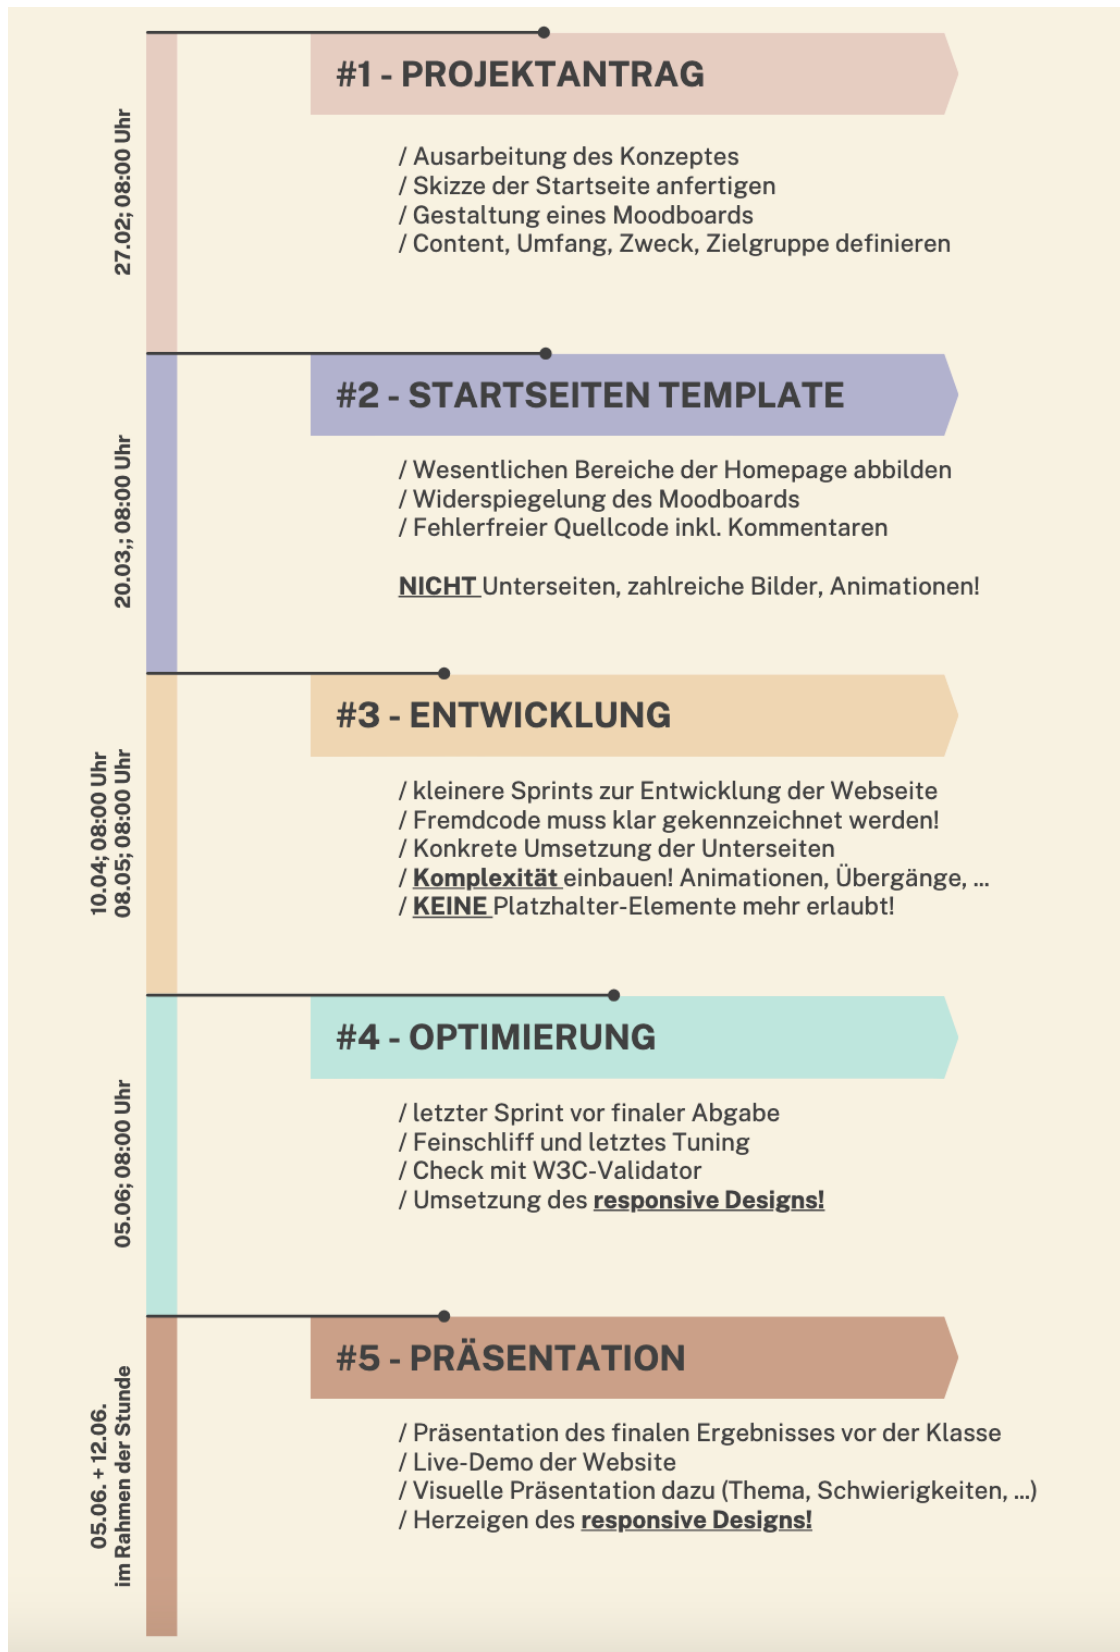 #1 - PROJEKTANTRAG
27.02; 08:00 Uhr
/ Ausarbeitung des Konzeptes
/ Skizze der Startseite anfertigen
/ Gestaltung eines Moodboards
/ Content, Umfang, Zweck, Zielgruppe definieren
#2 - STARTSEITEN TEMPLATE
20.03,; 08:00 Uhr
/ Wesentlichen Bereiche der Homepage abbilden
/ Widerspiegelung des Moodboards
/ Fehlerfreier Quellcode inkl. Kommentaren
NICHT Unterseiten, zahlreiche Bilder, Animationen!
#3 - ENTWICKLUNG
10.04; 08:00 Uhr
08.05; 08:00 Uhr
/ kleinere Sprints zur Entwicklung der Webseite
/ Fremdcode muss klar gekennzeichnet werden!
/ Konkrete Umsetzung der Unterseiten
/ Komplexität einbauen! Animationen, Übergänge, ...
/ KEINE Platzhalter-Elemente mehr erlaubt!
#4 - OPTIMIERUNG
05.06; 08:00 Uhr
/ letzter Sprint vor finaler Abgabe
/ Feinschliff und letztes Tuning
/ Check mit W3C-Validator
/ Umsetzung des responsive Designs!
#5 - PRÄSENTATION
05.06. + 12.06.
im Rahmen der Stunde
/ Präsentation des finalen Ergebnisses vor der Klasse
/ Live-Demo der Website
/ Visuelle Präsentation dazu (Thema, Schwierigkeiten, ...)
/ Herzeigen des responsive Designs!